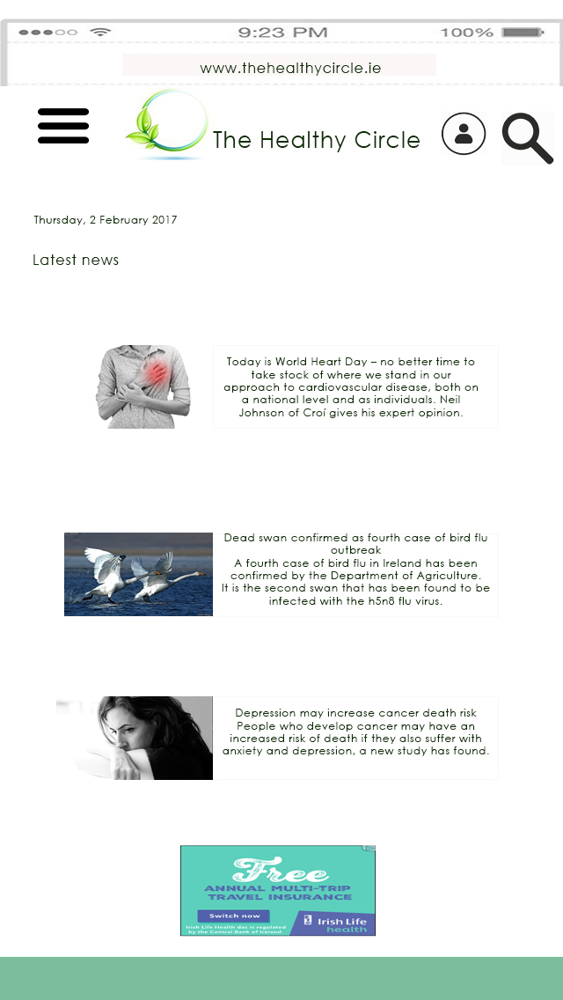 9:23 PM
100%
www.thehealthycircle.ie
The Healthy Circle
Thursday, 2 February 2017
Latest news
Today is World Heart Day – no better time to
take stock of where we stand in our
approach to cardiovascular disease, both on
a national level and as individuals. Neil
Johnson of Croí gives his expert opinion.
Dead swan confirmed as fourth case of bird flu
outbreak
A fourth case of bird flu in Ireland has been
confirmed by the Department of Agriculture.
It is the second swan that has been found to be
infected with the h5n8 flu virus.
Depression may increase cancer death risk
People who develop cancer may have an
increased risk of death if they also suffer with
anxiety and depression, a new study has found.
Free
ANNUAL MULTI-TRIP
TRAVEL INSURANCE
Switch now
Irish Life
health
Irish Life Health dac is regulated
by the Central Bank of Ireland.